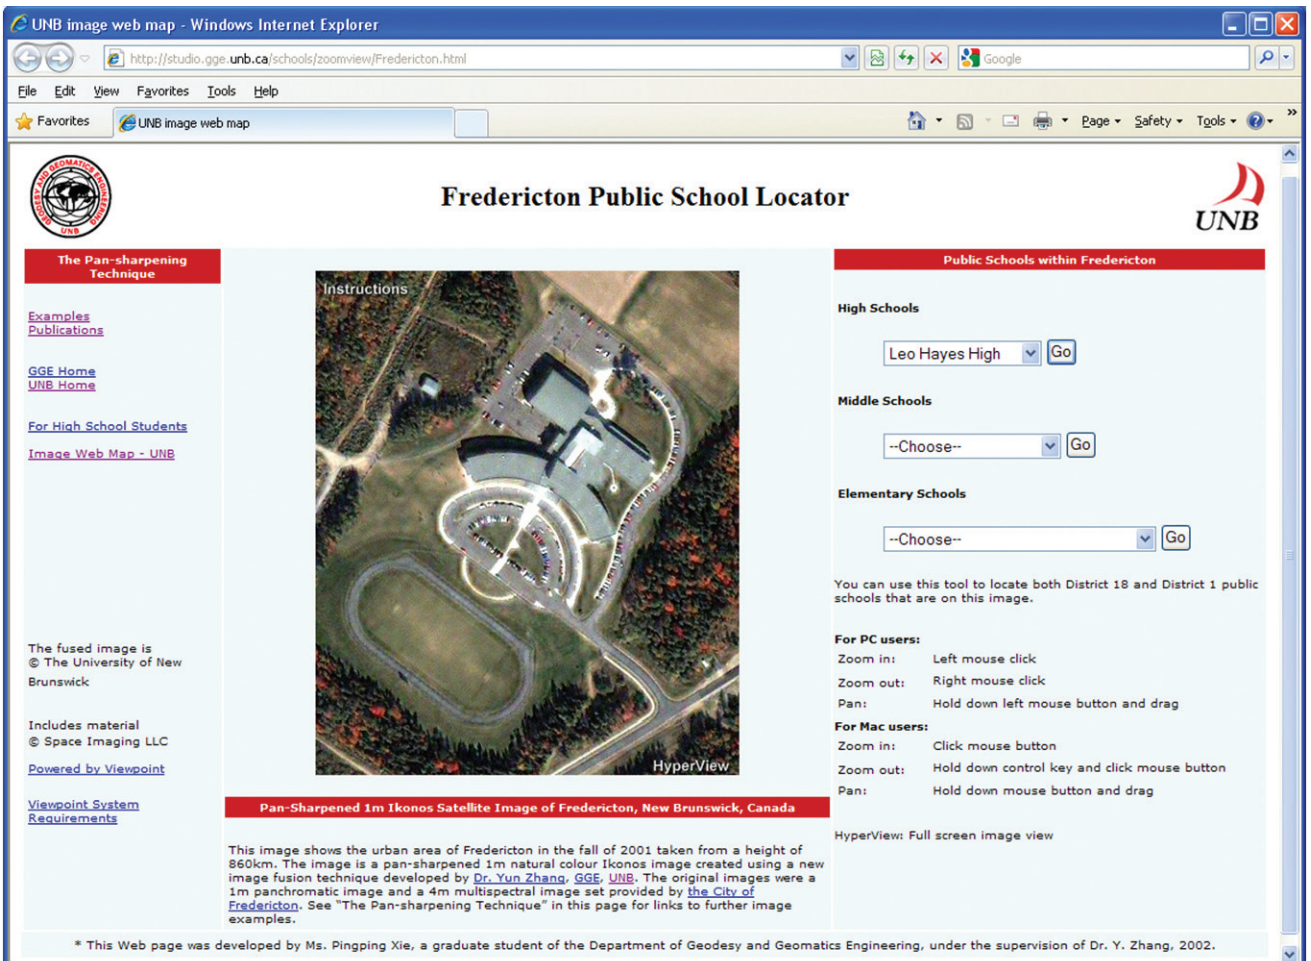 UNB image web map - Windows Internet Explorer
http://studio.gge.unb.ca/schools/zoomview/Fredericton.html
Google
File Edit View Favorites Tools Help
Favorites
UNB image web map
Page Safety Tools
GEODESY AND GEOMATICS ENGINEERING
UNB
Fredericton Public School Locator
UNB
The Pan-sharpening
Technique
Examples
Publications
GGE Home
UNB Home
For High School Students
Image Web Map - UNB
The fused image is
© The University of New
Brunswick
Includes material
© Space Imaging LLC
Powered by Viewpoint
Viewpoint System
Requirements
Instructions
HyperView
Pan-Sharpened 1m Ikonos Satellite Image of Fredericton, New Brunswick, Canada
This image shows the urban area of Fredericton in the fall of 2001 taken from a height of
860km. The image is a pan-sharpened 1m natural colour Ikonos image created using a new
image fusion technique developed by Dr. Yun Zhang, GGE, UNB. The original images were a
1m panchromatic image and a 4m multispectral image set provided by the City of
Fredericton. See "The Pan-sharpening Technique" in this page for links to further image
examples.
Public Schools within Fredericton
High Schools
Leo Hayes High Go
Middle Schools
--Choose-- Go
Elementary Schools
--Choose-- Go
You can use this tool to locate both District 18 and District 1 public
schools that are on this image.
For PC users:
Zoom in: Left mouse click
Zoom out: Right mouse click
Pan: Hold down left mouse button and drag
For Mac users:
Zoom in: Click mouse button
Zoom out: Hold down control key and click mouse button
Pan: Hold down mouse button and drag
HyperView: Full screen image view
* This Web page was developed by Ms. Pingping Xie, a graduate student of the Department of Geodesy and Geomatics Engineering, under the supervision of Dr. Y. Zhang, 2002.